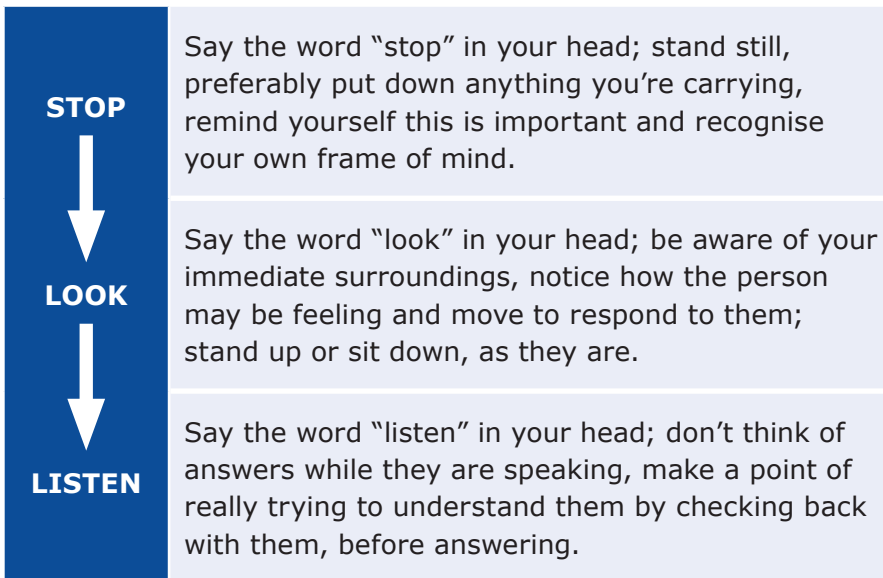 STOP
Say the word “stop” in your head; stand still,
preferably put down anything you’re carrying,
remind yourself this is important and recognise
your own frame of mind.
LOOK
Say the word “look” in your head; be aware of your
immediate surroundings, notice how the person
may be feeling and move to respond to them;
stand up or sit down, as they are.
LISTEN
Say the word “listen” in your head; don’t think of
answers while they are speaking, make a point of
really trying to understand them by checking back
with them, before answering.